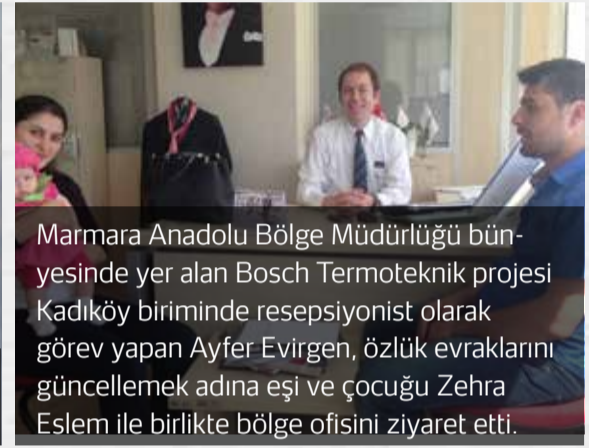 Marmara Anadolu Bölge Müdürlüğü bün-
yesinde yer alan Bosch Termoteknik projesi
Kadıköy biriminde resepsiyonist olarak
görev yapan Ayfer Evirgen, özlük evraklarını
güncellemek adına eşi ve çocuğu Zehra
Eslem ile birlikte bölge ofisini ziyaret etti.